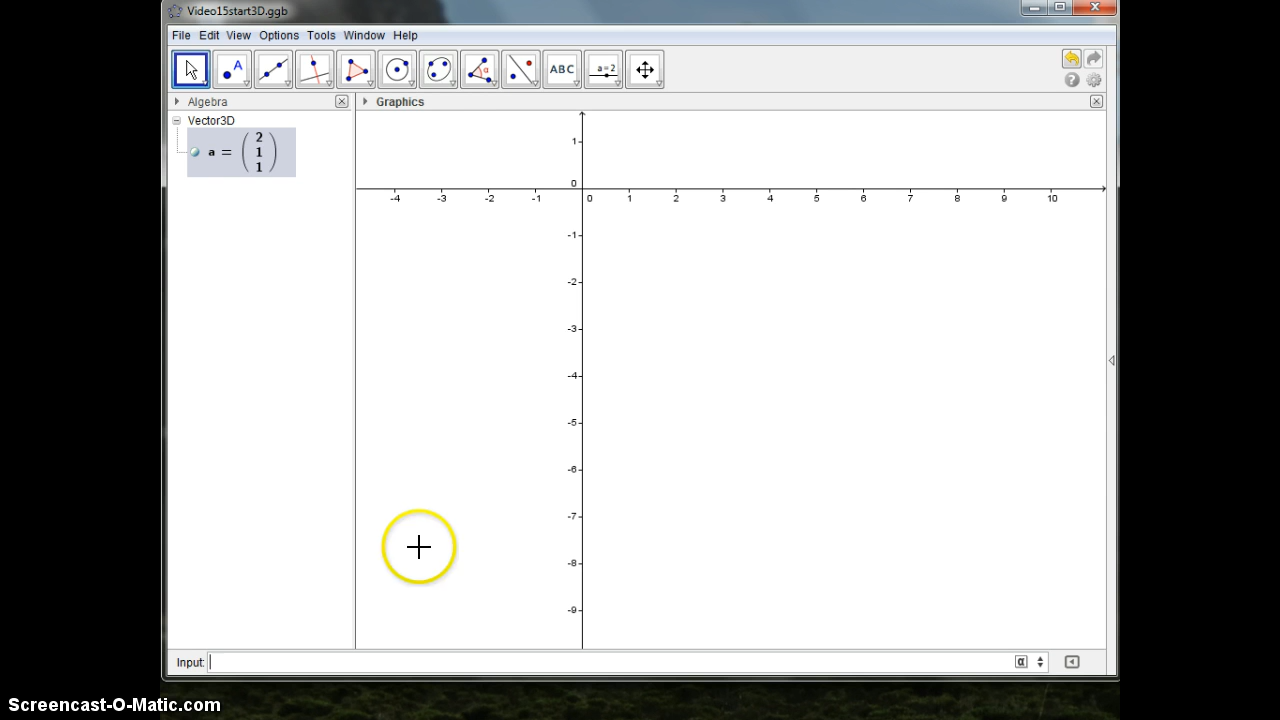 Video15start3D.ggb
File Edit View Options Tools Window Help
A
α
ABC
a=2
Algebra
Graphics
Vector3D
a = ( 2 1 1 )
1
0
-4 -3 -2 -1 0 1 2 3 4 5 6 7 8 9 10
-1
-2
-3
-4
-5
-6
-7
-8
-9
Input: α
Screencast-O-Matic.com